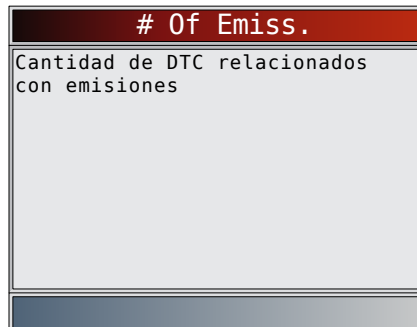 # Of Emiss.
Cantidad de DTC relacionados
con emisiones